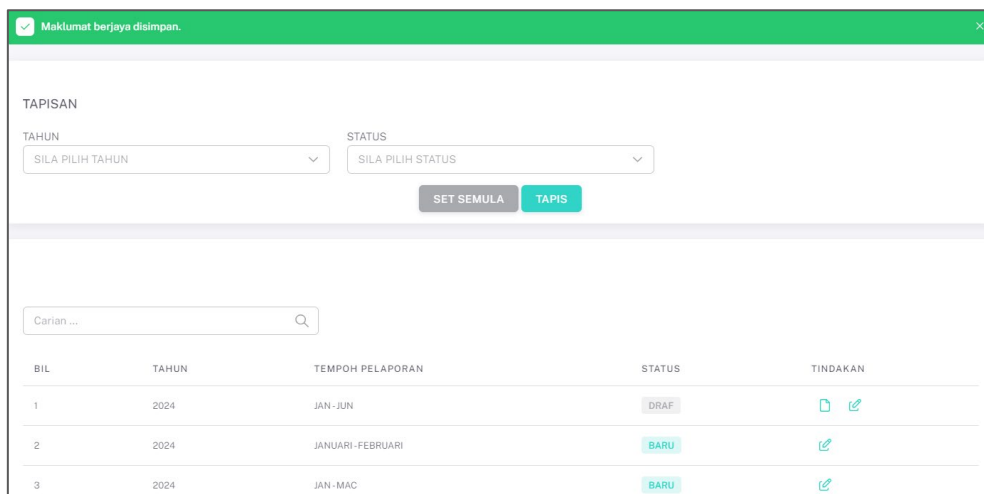 Maklumat berjaya disimpan.
TAPISAN
TAHUN STATUS
SILA PILIH TAHUN SILA PILIH STATUS
SET SEMULA TAPIS
Carian ...
BIL TAHUN TEMPOH PELAPORAN STATUS TINDAKAN
1 2024 JAN-JUN DRAF
2 2024 JANUARI-FEBRUARI BARU
3 2024 JAN-MAC BARU